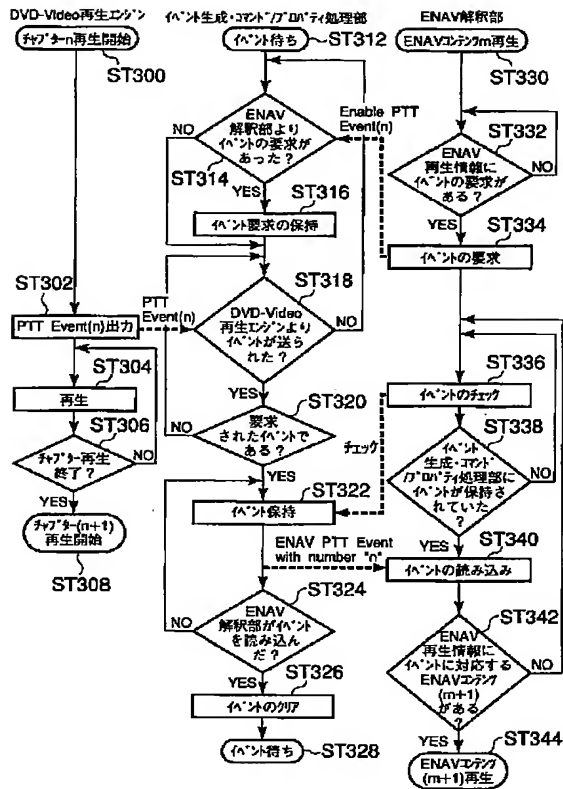 DVD-Video再生エンジン
チャプターn再生開始
ST300
ST302
PTT Event(n)出力
ST304
再生
ST306
チャプター再生
終了？
NO
YES
チャプター(n+1)
再生開始
ST308
イベント生成・コマンド/プロパティ処理部
イベント待ち
ST312
ENAV
解釈部より
イベントの要求が
あった？
NO
ST314
YES
ST316
イベント要求の保持
ST318
PTT
Event(n)
DVD-Video
再生エンジンより
イベントが送
られた？
NO
YES
ST320
要求
されたイベントで
ある？
NO
YES
ST322
イベント保持
ENAV PTT Event
with number "n"
ST324
ENAV
解釈部がイベント
を読み込ん
だ？
NO
YES
ST326
イベントのクリア
イベント待ち
ST328
ENAV解釈部
ENAVコンテンツm再生
ST330
Enable PTT
Event(n)
ST332
ENAV
再生情報に
イベントの要求が
ある？
NO
YES
ST334
イベントの要求
ST336
イベントのチェック
チェック
ST338
イベント
生成・コマンド
/プロパティ処理部に
イベントが保持さ
れていた
？
NO
YES
ST340
イベントの読み込み
ST342
ENAV
再生情報に
イベントに対応する
ENAVコンテンツ
(m+1)
がある
？
NO
YES
ST344
ENAVコンテンツ
(m+1)再生